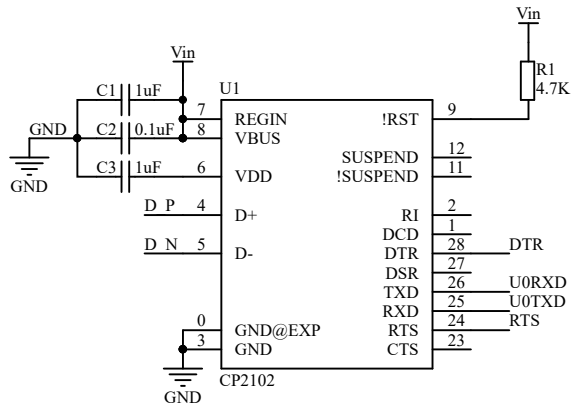 Vin
Vin
C1 1uF
U1
R1
4.7K
7 REGIN
!RST 9
GND
C2 0.1uF
8 VBUS
SUSPEND 12
C3 1uF
6 VDD
!SUSPEND 11
GND
D_P 4 D+
RI 2
DCD 1
D_N 5 D-
DTR 28 DTR
DSR 27
TXD 26 U0RXD
RXD 25 U0TXD
0 GND@EXP
RTS 24 RTS
3 GND
CTS 23
GND
CP2102